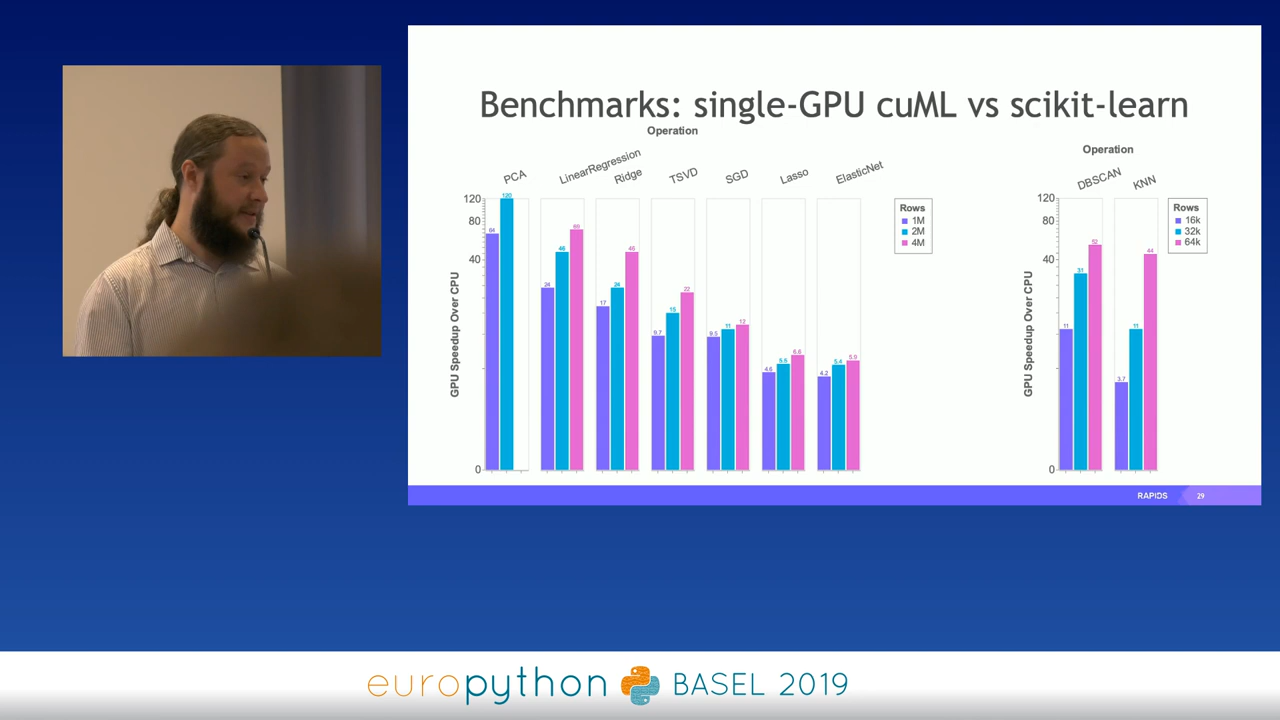 Benchmarks: single-GPU cuML vs scikit-learn
Operation
PCA
LinearRegression
Ridge
TSVD
SGD
Lasso
ElasticNet
GPU Speedup Over CPU
120
80
40
0
64
120
24
46
69
17
24
46
9.7
15
22
9.5
11
12
4.6
5.5
6.6
4.2
5.4
5.9
Rows
1M
2M
4M
Operation
DBSCAN
KNN
GPU Speedup Over CPU
120
80
40
0
11
31
52
3.7
11
44
Rows
16k
32k
64k
RAPIDS
29
europython BASEL 2019